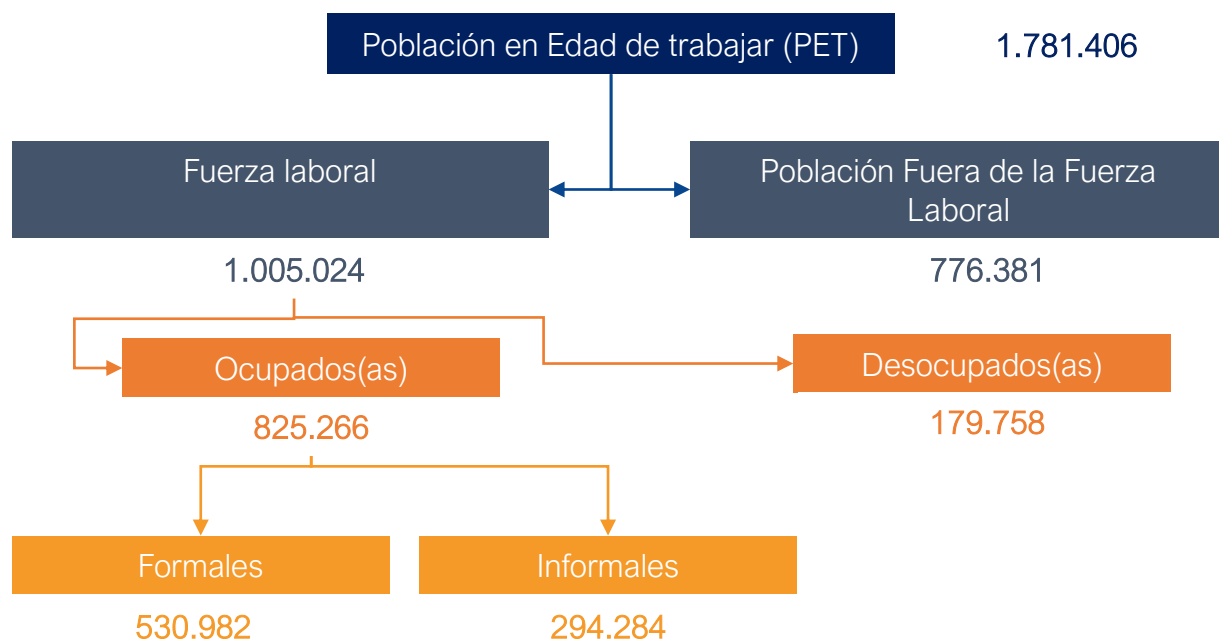 Población en Edad de trabajar (PET)
1.781.406
Fuerza laboral
Población Fuera de la Fuerza
Laboral
1.005.024
776.381
Ocupados(as)
Desocupados(as)
825.266
179.758
Formales
Informales
530.982
294.284